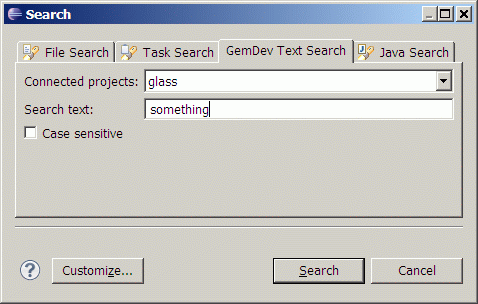 Search
File Search Task Search GemDev Text Search Java Search
Connected projects: glass
Search text: something
Case sensitive
? Customize... Search Cancel